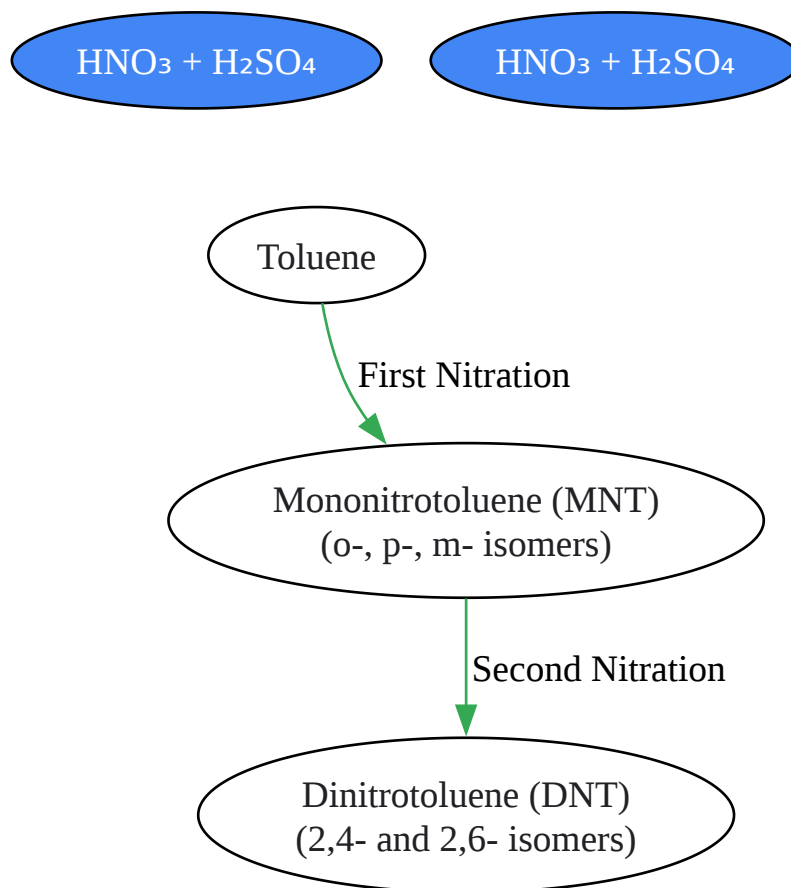 HNO₃ + H₂SO₄
HNO₃ + H₂SO₄
Toluene
First Nitration
Mononitrotoluene (MNT)
(o-, p-, m- isomers)
Second Nitration
Dinitrotoluene (DNT)
(2,4- and 2,6- isomers)